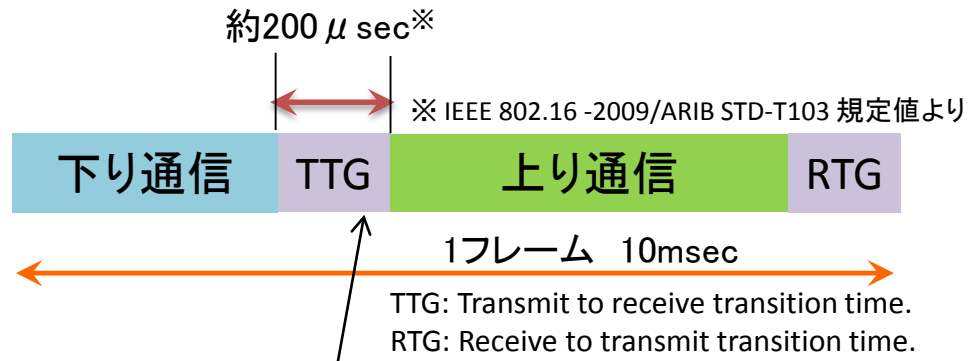 約200μsec※
※ IEEE 802.16 -2009/ARIB STD-T103 規定値より
下り通信 TTG 上り通信 RTG
1フレーム 10msec
TTG: Transmit to receive transition time.
RTG: Receive to transmit transition time.